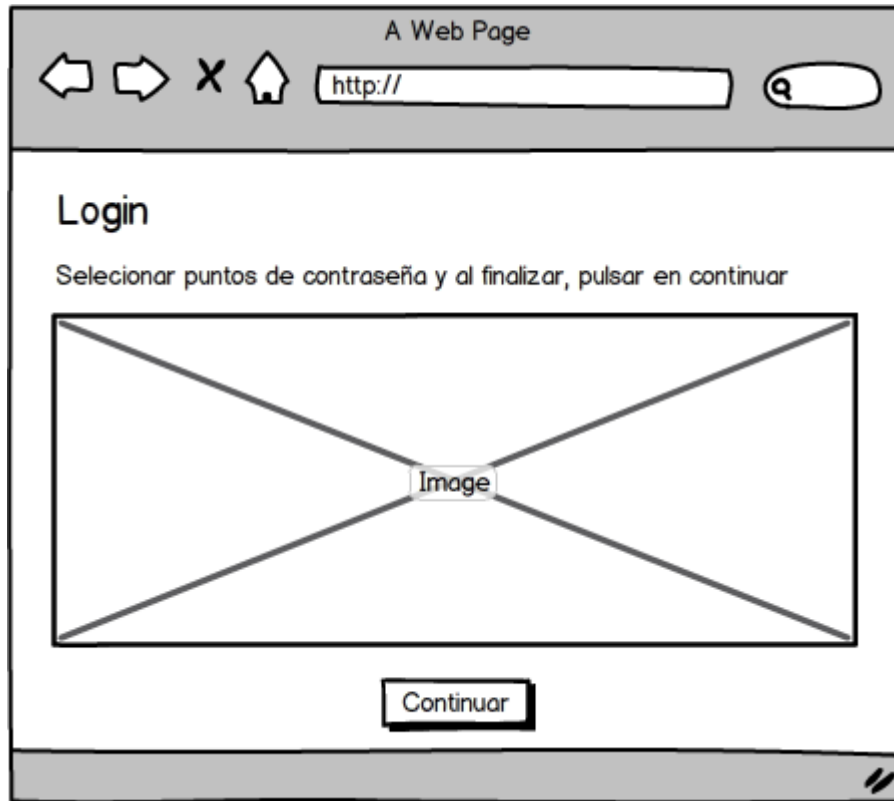 A Web Page
http://
Login
Selecionar puntos de contraseña y al finalizar, pulsar en continuar
Image
Continuar